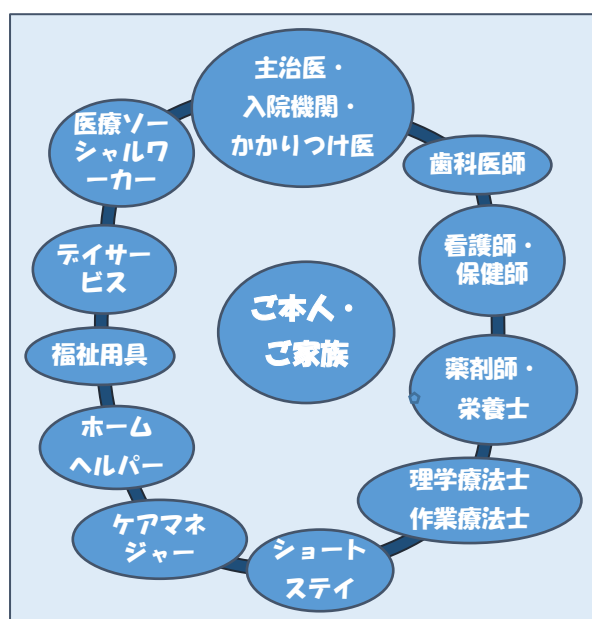 主治医・
入院機関・
かかりつけ医
歯科医師
看護師・
保健師
薬剤師・
栄養士
理学療法士
作業療法士
ショート
ステイ
ケアマネ
ジャー
ホーム
ヘルパー
福祉用具
デイサー
ビス
医療ソー
シャルワ
ーカー
ご本人・
ご家族